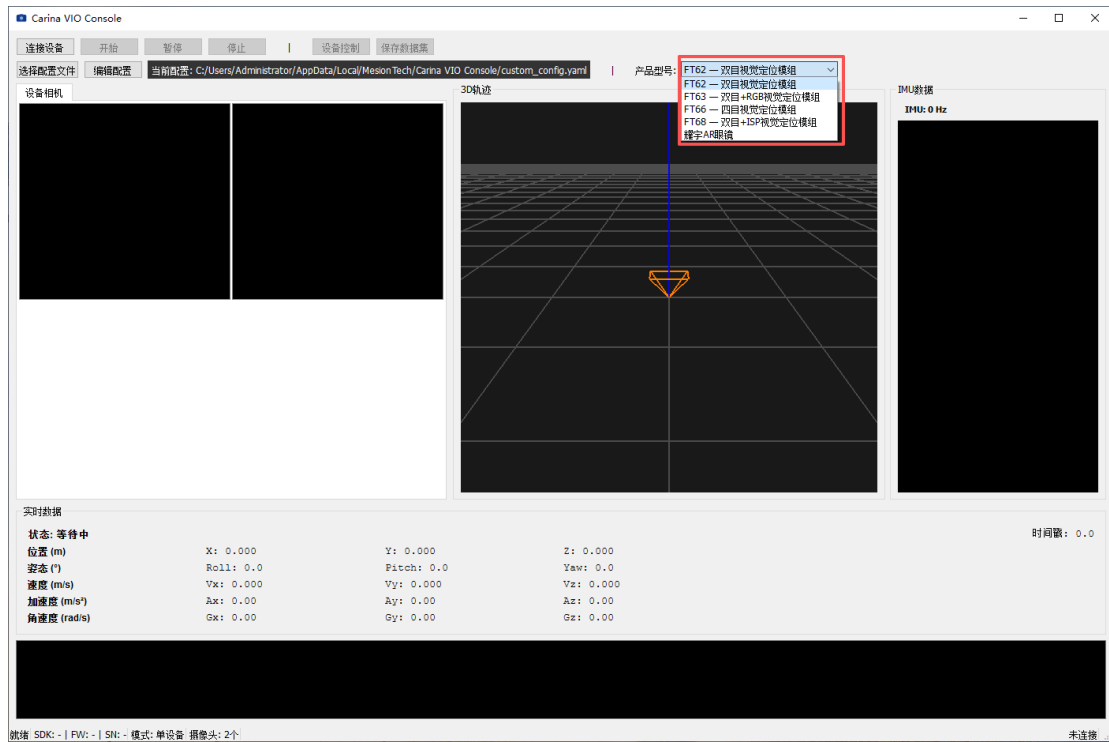 Carina VIO Console
连接设备 开始 暂停 停止 | 设备控制 保存数据集
选择配置文件 编辑配置 当前配置: C:/Users/Administrator/AppData/Local/MesionTech/Carina VIO Console/custom_config.yaml | 产品型号: FT62 — 双目视觉定位模组
FT62 — 双目视觉定位模组
FT63 — 双目+RGB视觉定位模组
FT66 — 四目视觉定位模组
FT68 — 双目+ISP视觉定位模组
耀宇AR眼镜
设备相机
3D轨迹
IMU数据
IMU: 0 Hz
实时数据
状态: 等待中 时间戳: 0.0
位置 (m) X: 0.000 Y: 0.000 Z: 0.000
姿态 (°) Roll: 0.0 Pitch: 0.0 Yaw: 0.0
速度 (m/s) Vx: 0.000 Vy: 0.000 Vz: 0.000
加速度 (m/s²) Ax: 0.00 Ay: 0.00 Az: 0.00
角速度 (rad/s) Gx: 0.00 Gy: 0.00 Gz: 0.00
就绪 SDK: - | FW: - | SN: - 模式: 单设备 摄像头: 2个 未连接